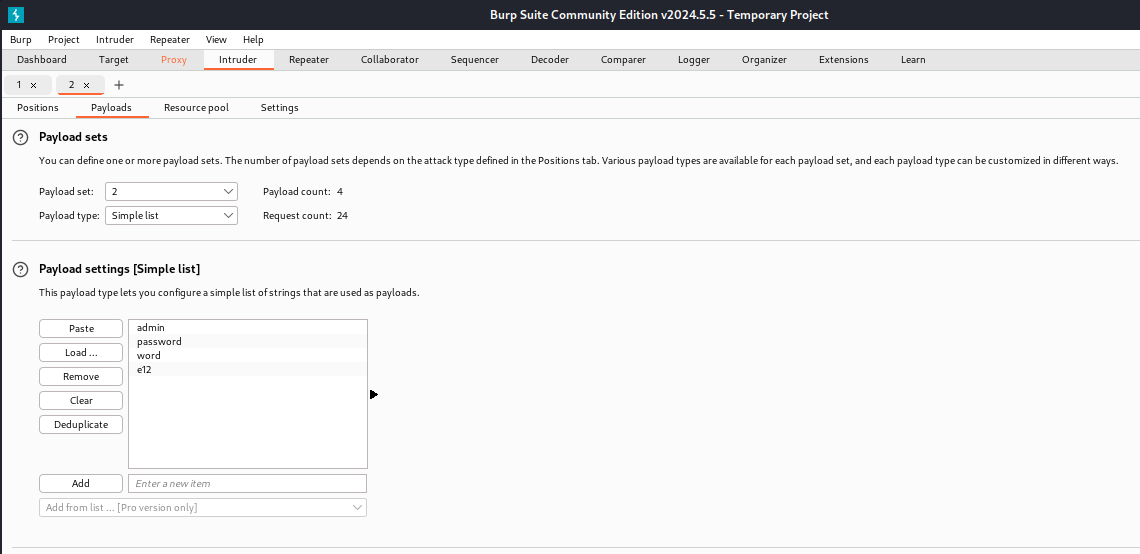 Burp Suite Community Edition v2024.5.5 - Temporary Project
Burp Project Intruder Repeater View Help
Dashboard Target Proxy Intruder Repeater Collaborator Sequencer Decoder Comparer Logger Organizer Extensions Learn
1 × 2 × +
Positions Payloads Resource pool Settings
? Payload sets
You can define one or more payload sets. The number of payload sets depends on the attack type defined in the Positions tab. Various payload types are available for each payload set, and each payload type can be customized in different ways.
Payload set: 2 Payload count: 4
Payload type: Simple list Request count: 24
? Payload settings [Simple list]
This payload type lets you configure a simple list of strings that are used as payloads.
Paste admin
password
Load ... word
Remove e12
Clear
Deduplicate
Add Enter a new item
Add from list ... [Pro version only]